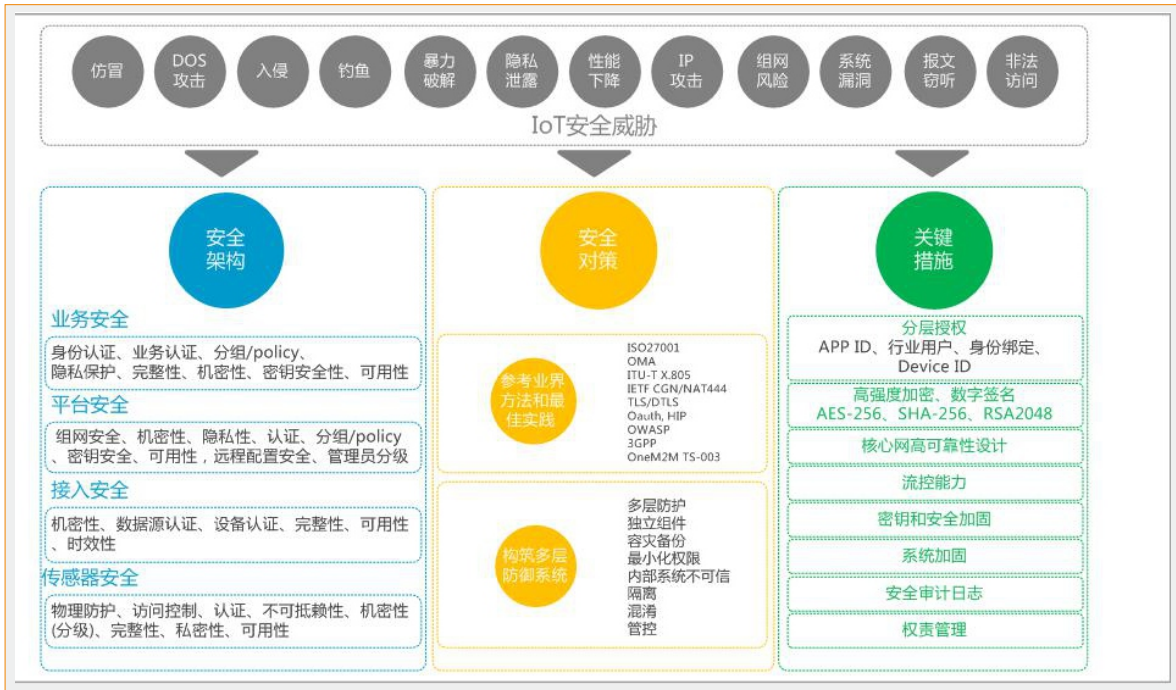 仿冒
DOS
攻击
入侵
钓鱼
暴力
破解
隐私
泄露
性能
下降
IP
攻击
组网
风险
系统
漏洞
报文
窃听
非法
访问
IoT安全威胁
安全
架构
业务安全
身份认证、业务认证、分组/policy、
隐私保护、完整性、机密性、密钥安全性、可用性
平台安全
组网安全、机密性、隐私性、认证、分组/policy
、密钥安全、可用性，远程配置安全、管理员分级
接入安全
机密性、数据源认证、设备认证、完整性、可用性
、时效性
传感器安全
物理防护、访问控制、认证、不可抵赖性、机密性
(分级)、完整性、私密性、可用性
安全
对策
参考业界
方法和最
佳实践
ISO27001
OMA
ITU-T X.805
IETF CGN/NAT444
TLS/DTLS
Oauth, HIP
OWASP
3GPP
OneM2M TS-003
构筑多层
防御系统
多层防护
独立组件
容灾备份
最小化权限
内部系统不可信
隔离
混淆
管控
关键
措施
分层授权
APP ID、行业用户、身份绑定、
Device ID
高强度加密、数字签名
AES-256、SHA-256、RSA2048
核心网高可靠性设计
流控能力
密钥和安全加固
系统加固
安全审计日志
权责管理